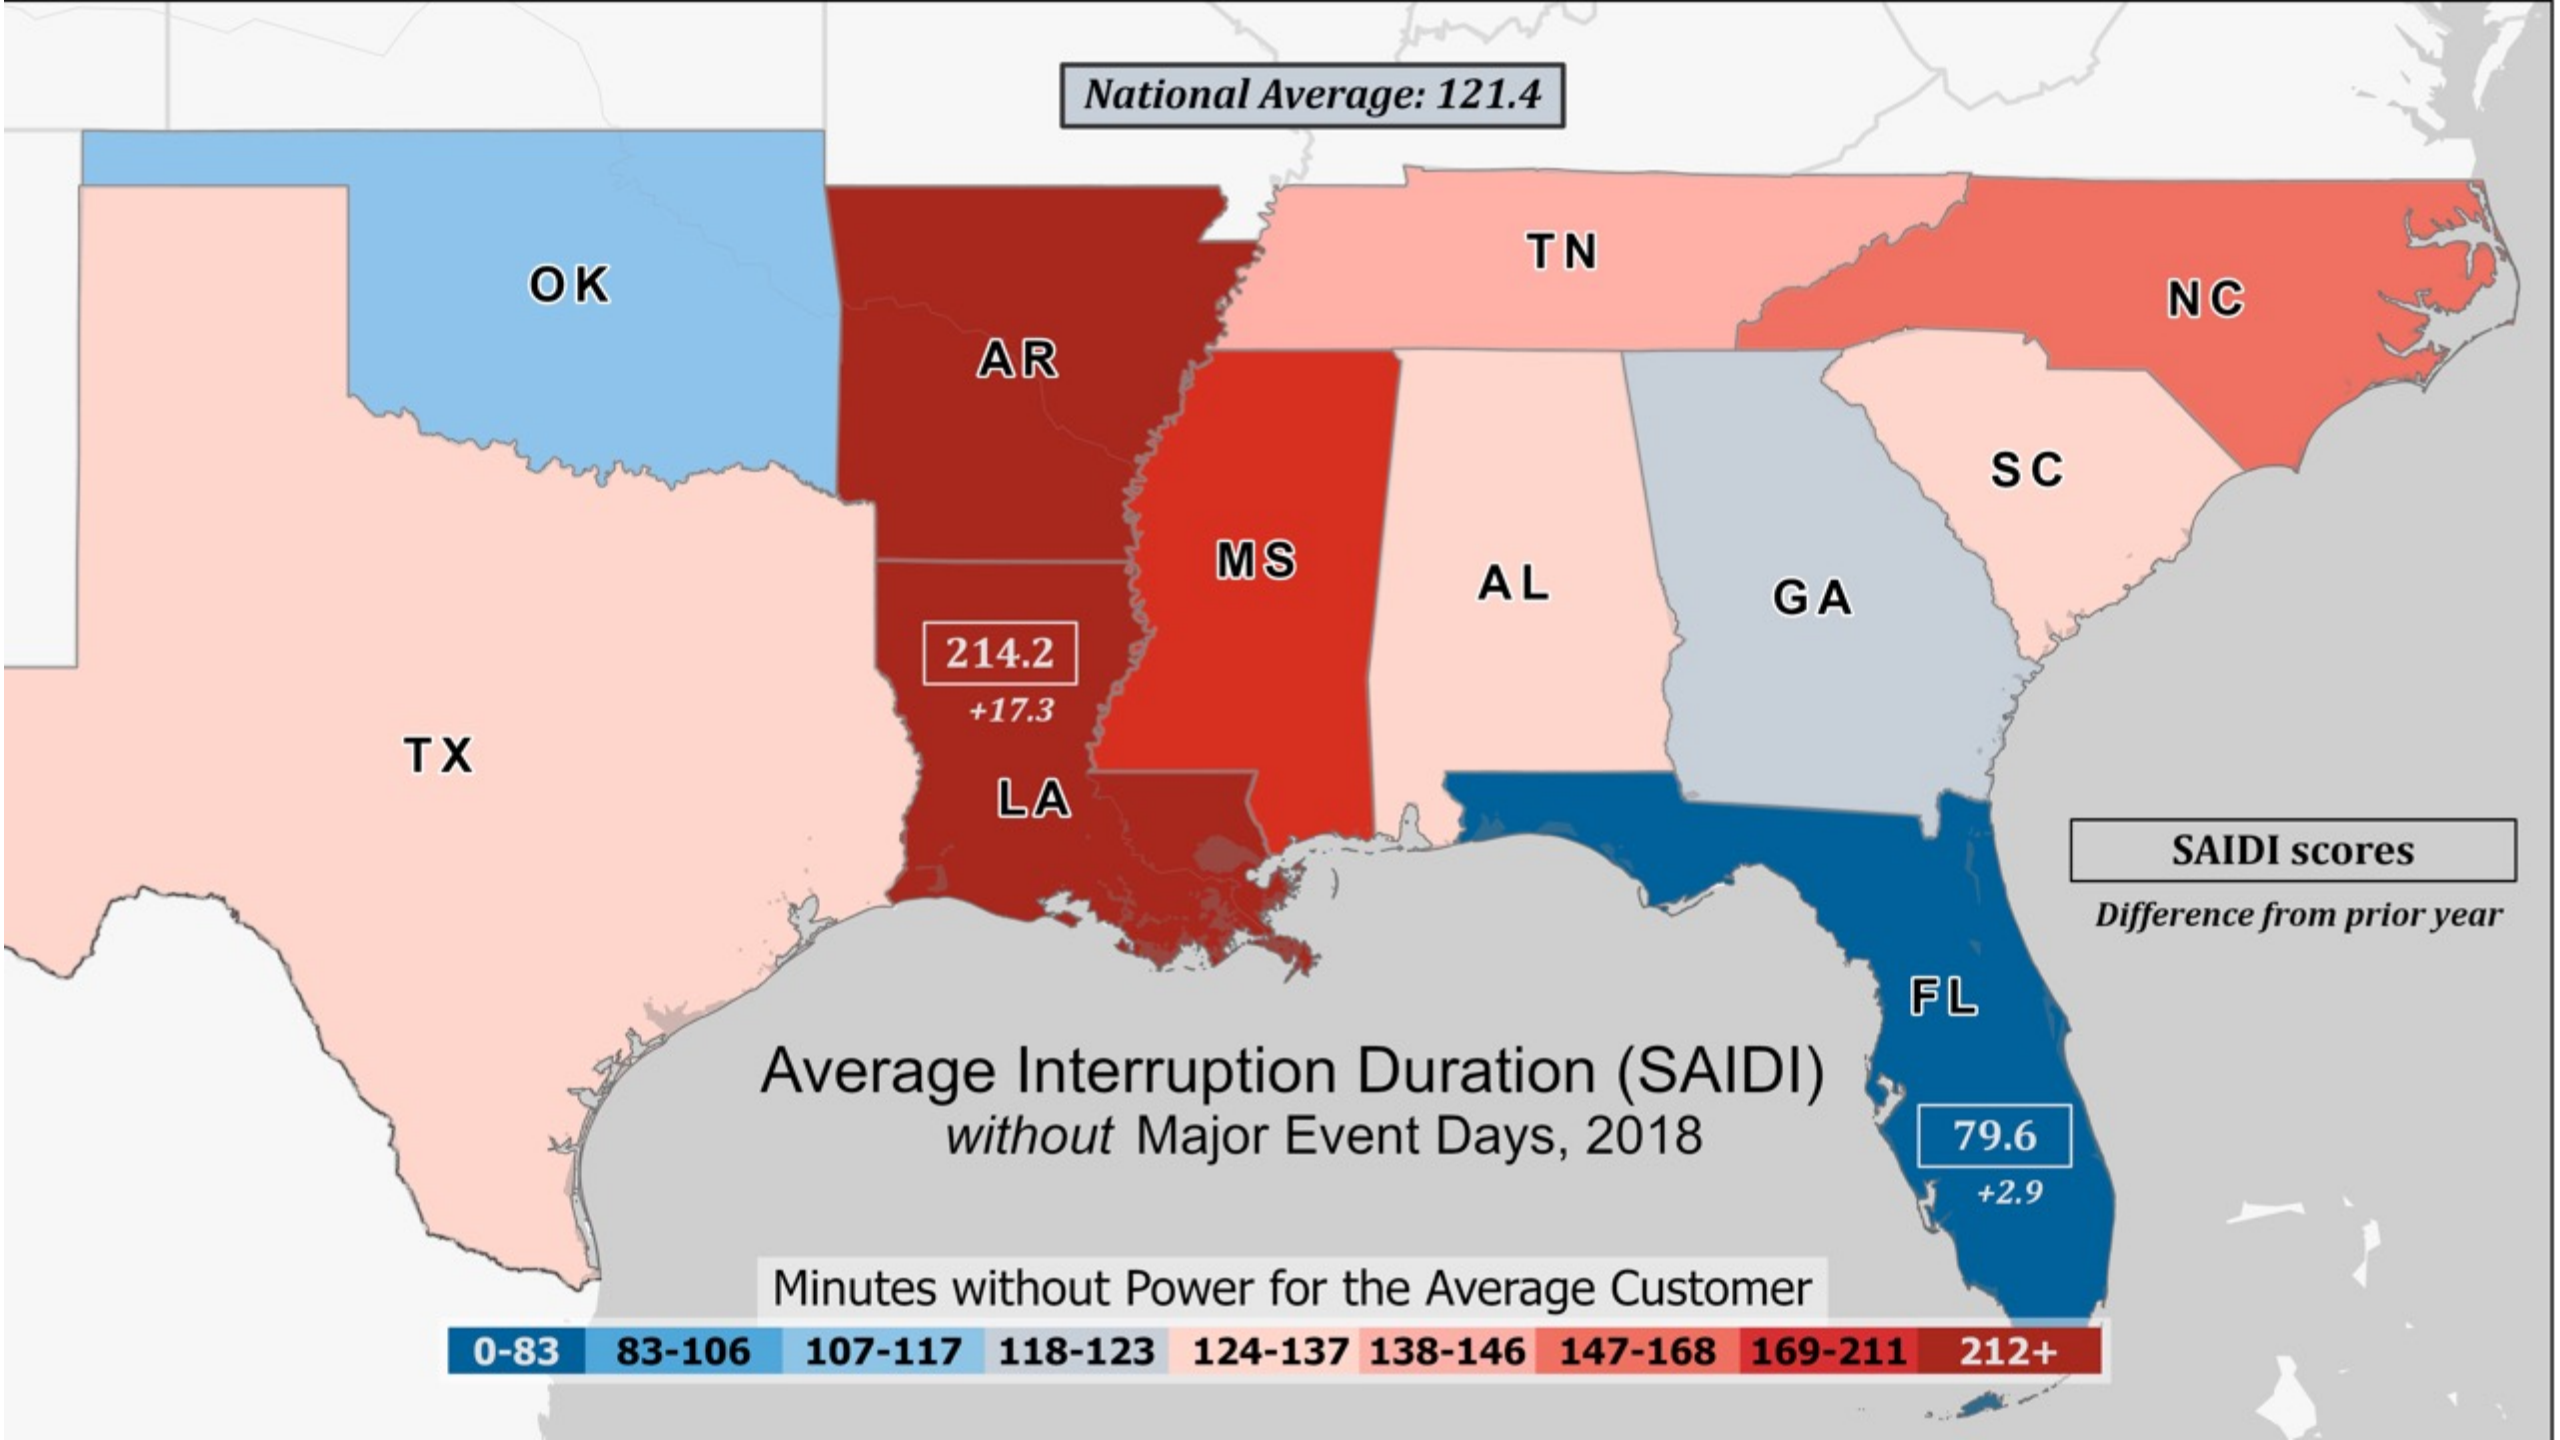 National Average: 121.4
OK
TN
NC
AR
SC
MS
AL
GA
214.2
+17.3
TX
LA
SAIDI scores
Difference from prior year
FL
Average Interruption Duration (SAIDI)
without Major Event Days, 2018
79.6
+2.9
Minutes without Power for the Average Customer
0-83 83-106 107-117 118-123 124-137 138-146 147-168 169-211 212+